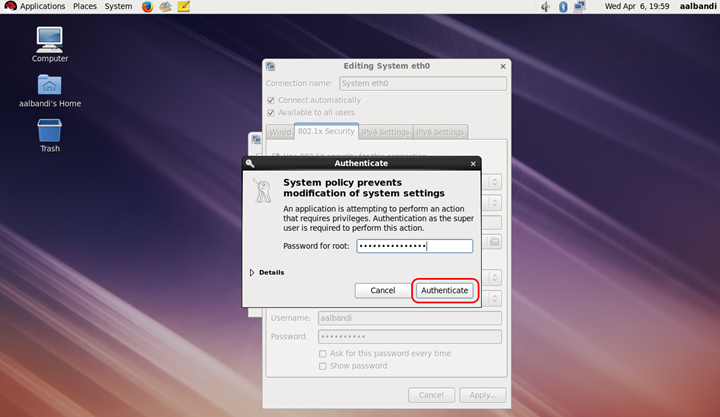 Applications Places System
Wed Apr 6, 19:59 aalbandi
Computer
aalbandi's Home
Trash
Editing System eth0
Connection name: System eth0
Connect automatically
Available to all users
Wired 802.1x Security IPv4 Settings IPv6 Settings
Authenticate
System policy prevents
modification of system settings
An application is attempting to perform an action
that requires privileges. Authentication as the super
user is required to perform this action.
Password for root: •••••••••••••••
Details
Cancel Authenticate
Username: aalbandi
Password: ••••••••••
Ask for this password every time
Show password
Cancel Apply...